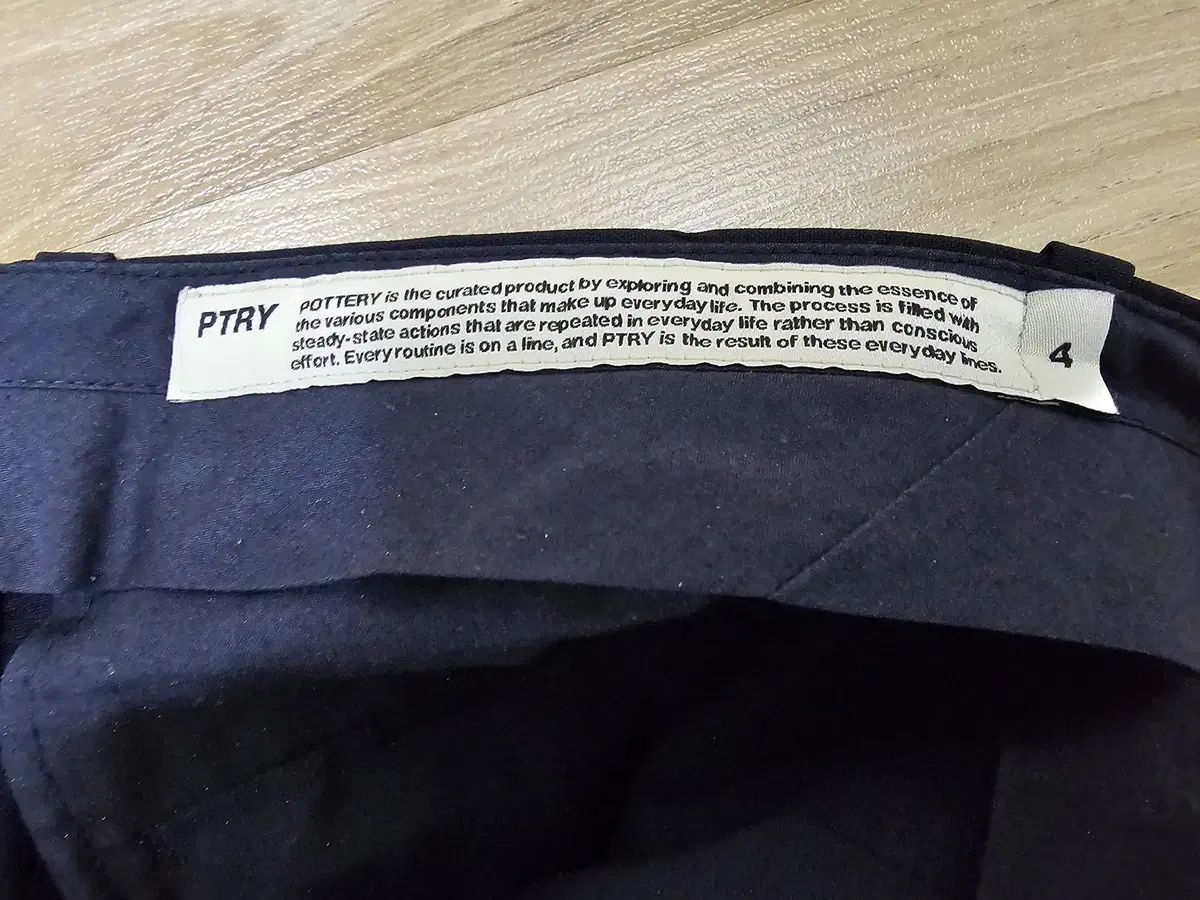 PTRY
POTTERY is the curated product by exploring and combining the essence of
the various components that make up everyday life. The process is filled with
steady-state actions that are repeated in everyday life rather than conscious
effort. Every routine is on a line, and PTRY is the result of these everyday lines.
4